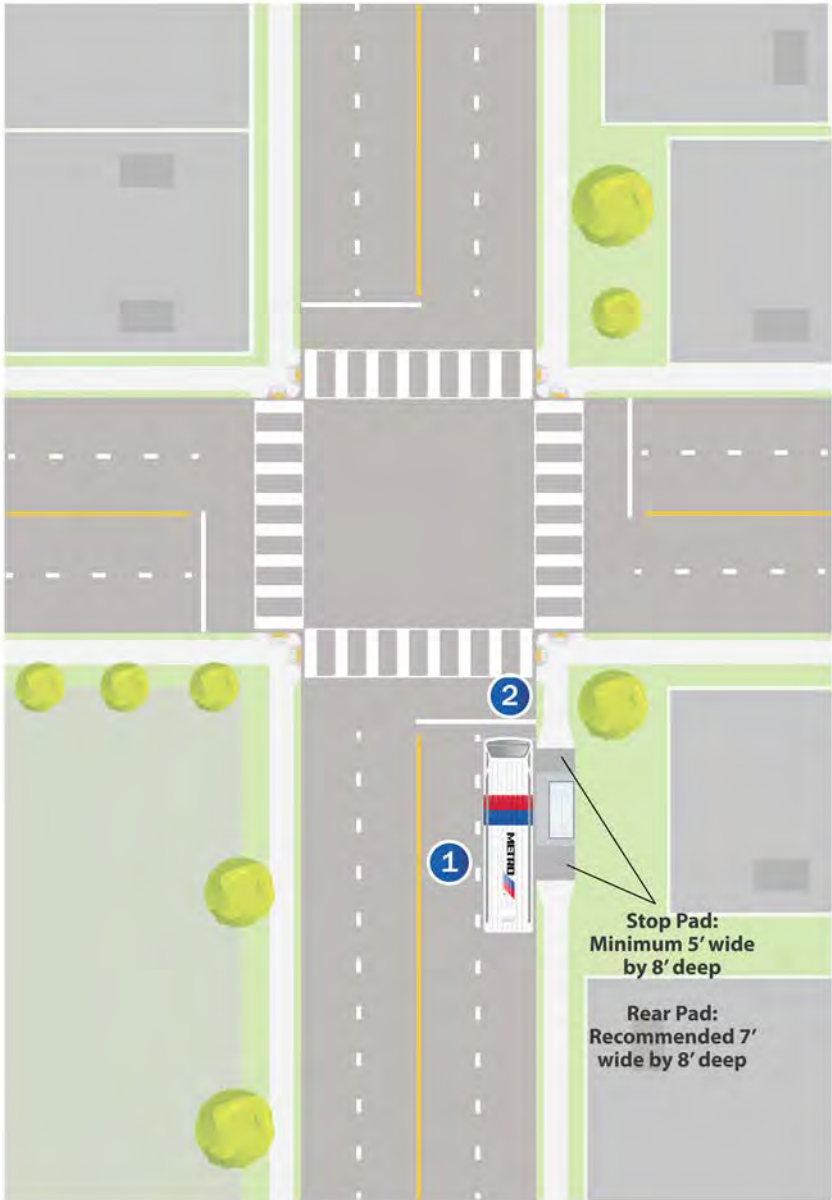 2
METRO
1
Stop Pad:
Minimum 5’ wide
by 8’ deep
Rear Pad:
Recommended 7’
wide by 8’ deep